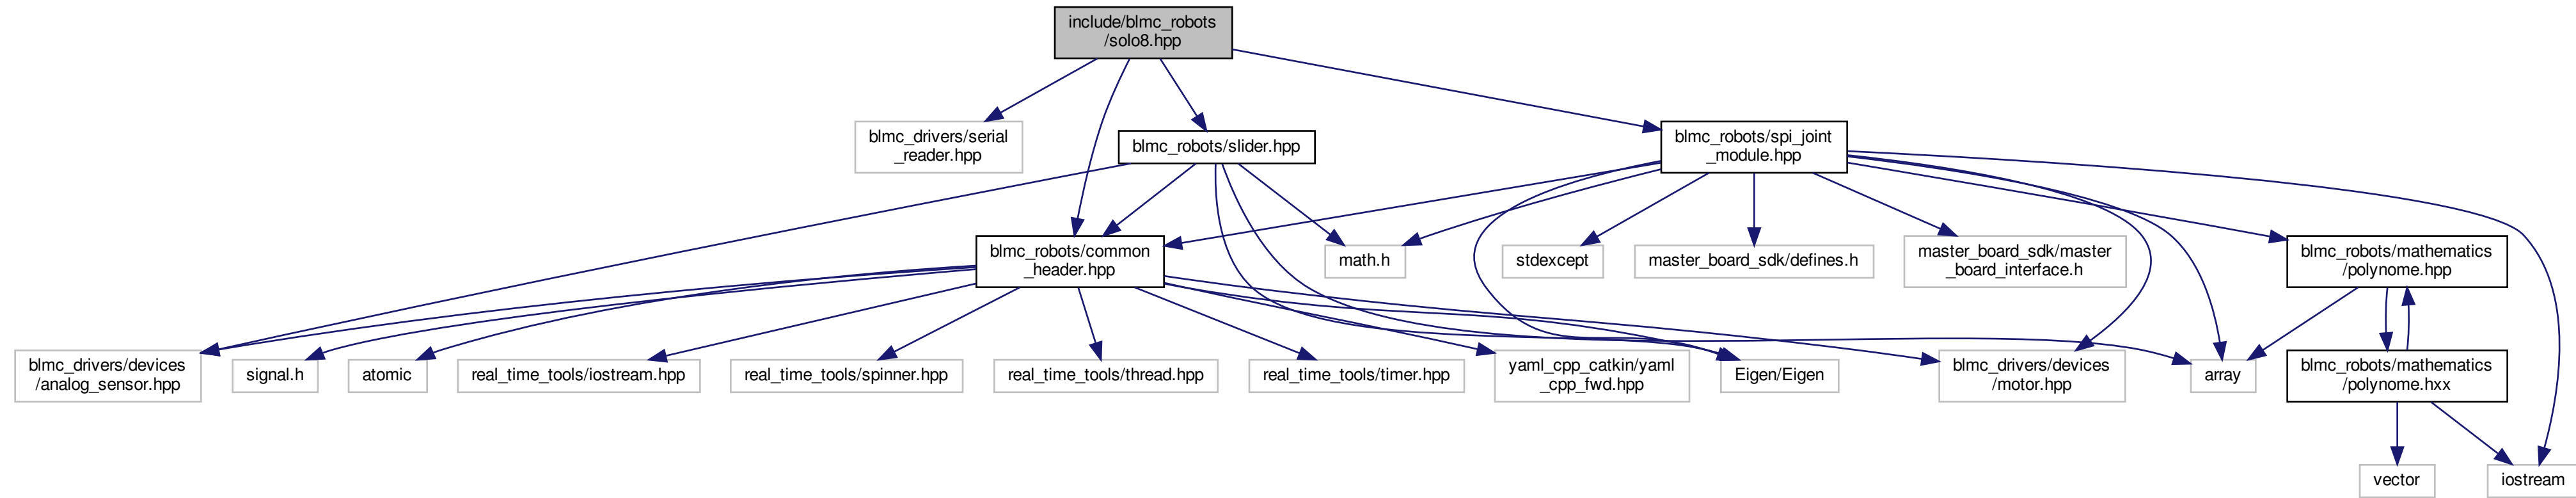 include/blmc_robots
/solo8.hpp
blmc_drivers/serial
_reader.hpp
blmc_robots/slider.hpp
blmc_robots/spi_joint
_module.hpp
blmc_robots/common
_header.hpp
math.h
stdexcept
master_board_sdk/defines.h
master_board_sdk/master
_board_interface.h
blmc_robots/mathematics
/polynome.hpp
blmc_drivers/devices
/analog_sensor.hpp
signal.h
atomic
real_time_tools/iostream.hpp
real_time_tools/spinner.hpp
real_time_tools/thread.hpp
real_time_tools/timer.hpp
yaml_cpp_catkin/yaml
_cpp_fwd.hpp
Eigen/Eigen
blmc_drivers/devices
/motor.hpp
array
blmc_robots/mathematics
/polynome.hxx
vector
iostream